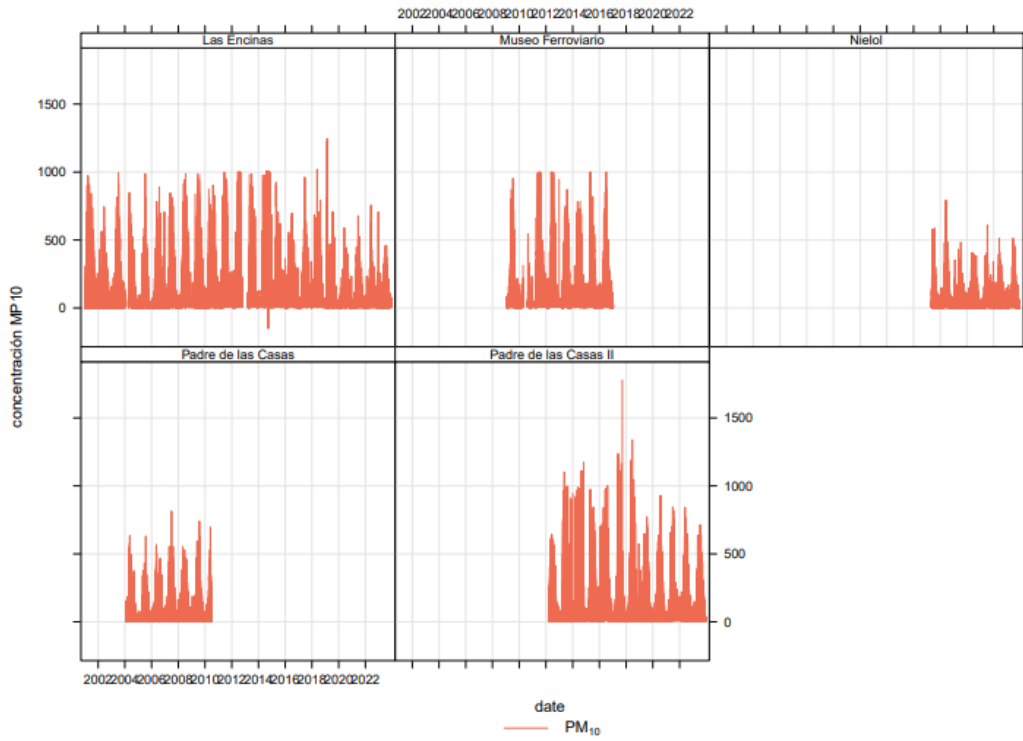 2002 2004 2006 2008 2010 2012 2014 2016 2018 2020 2022
Las Encinas Museo Ferroviario Nielol
1500
1000
500
0
concentración MP10
Padre de las Casas Padre de las Casas II
1500
1000
500
0
2002 2004 2006 2008 2010 2012 2014 2016 2018 2020 2022
date
PM₁₀